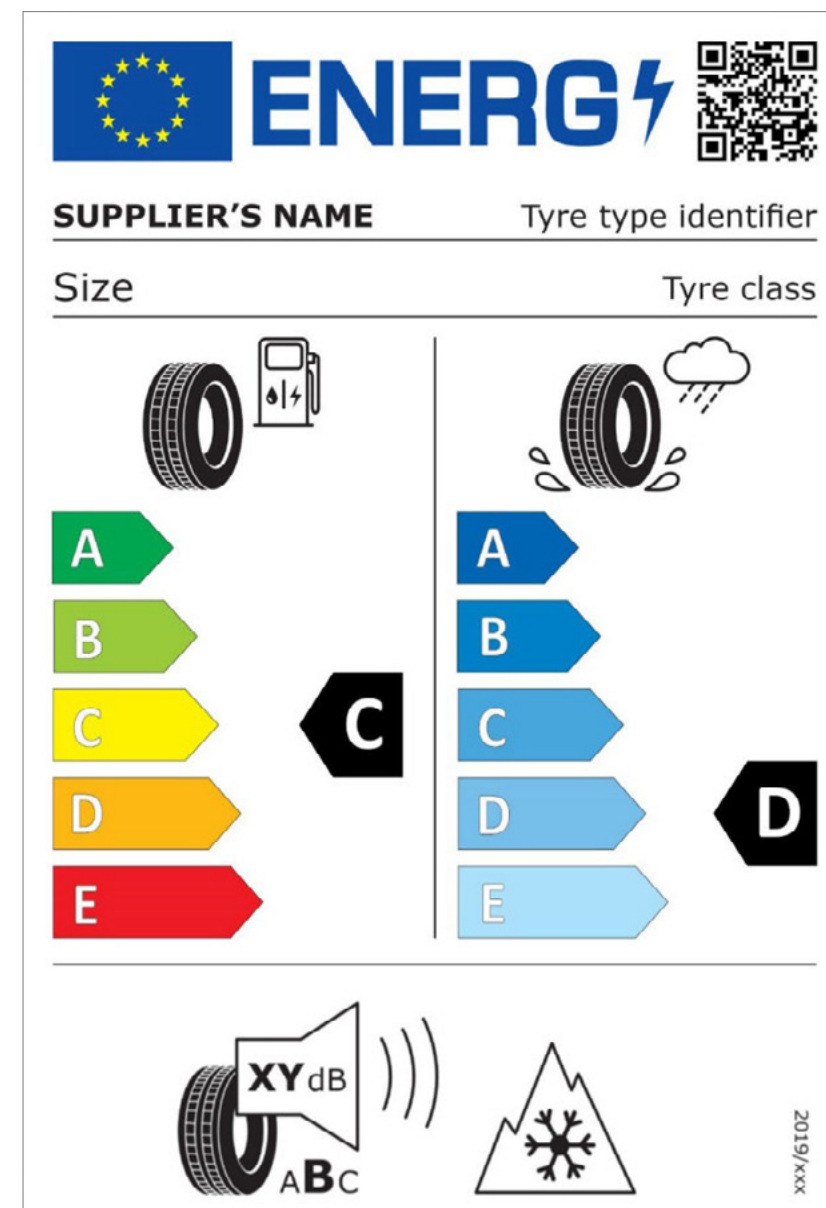 ENERG
SUPPLIER'S NAME Tyre type identifier
Size Tyre class
A A
B B
C C C
D D D
E E
XYdB
ABC
2019/xxx